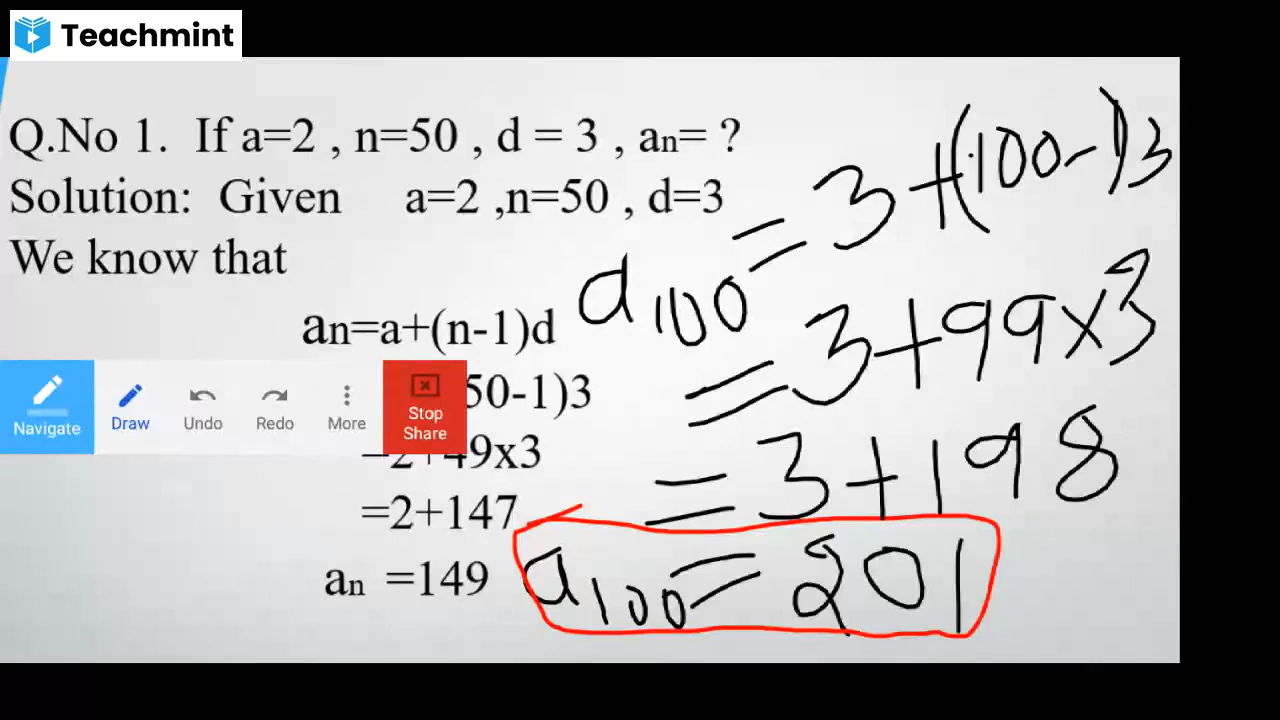 Teachmint
Q.No 1. If a=2 , n=50 , d = 3 , an= ?
Solution: Given a=2 ,n=50 , d=3
We know that
an=a+(n-1)d
50-1)3
=2+49x3
=2+147
an =149
Navigate
Draw
Undo
Redo
More
Stop
Share
a100 = 3+(100-1)3
=3+99x3
=3+198
a100=201